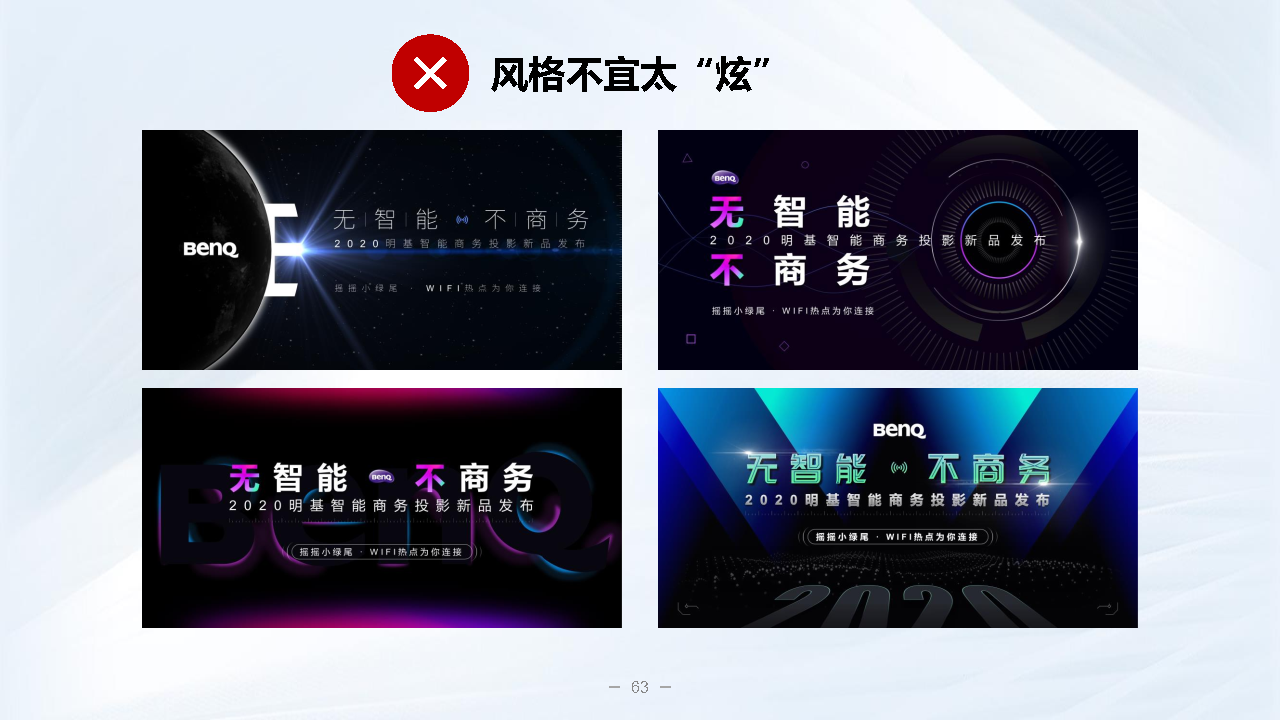 风格不宜太“炫”
BenQ
无 智 能 不 商 务
2020明基智能商务投影新品发布
摇摇小绿尾 · WIFI热点为你连接
BenQ
无 智 能
2020明基智能商务投影新品发布
不 商 务
摇摇小绿尾 · WIFI热点为你连接
BenQ
无 智 能 BenQ 不 商 务
2020明基智能商务投影新品发布
摇摇小绿尾 · WIFI热点为你连接
BenQ
无智能 不商务
2020明基智能商务投影新品发布
摇摇小绿尾 · WIFI热点为你连接
2020
— 63 —